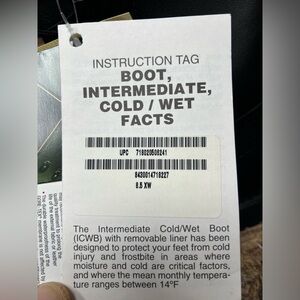 INSTRUCTION TAG
BOOT,
INTERMEDIATE,
COLD / WET
FACTS
UPC 718020508241
8430014718227
8.5 XW
The Intermediate Cold/Wet Boot
(ICWB) with removable liner has been
designed to protect your feet from cold
injury and frostbite in areas where
moisture and cold are critical factors,
and where the mean monthly tempera-
ture ranges between 14°F